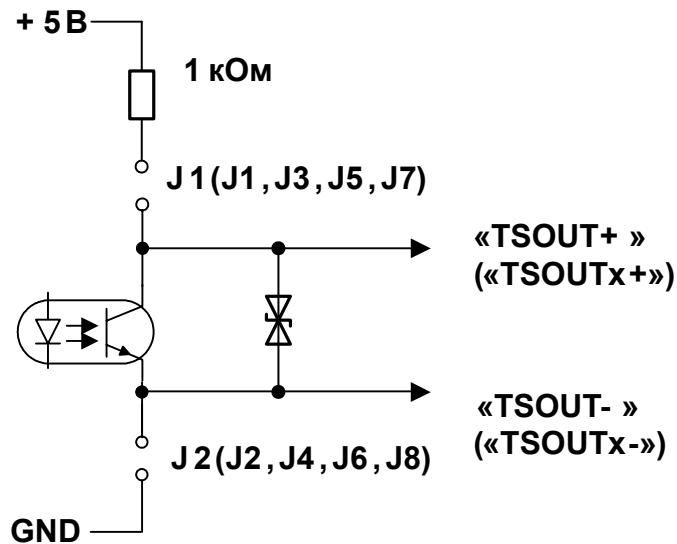 + 5 В
1 кОм
J 1 (J1 , J3 , J5 , J7)
«TSOUT+ »
(«TSOUTx+»)
«TSOUT- »
(«TSOUTx-»)
J 2 (J2 , J4 , J6 , J8)
GND